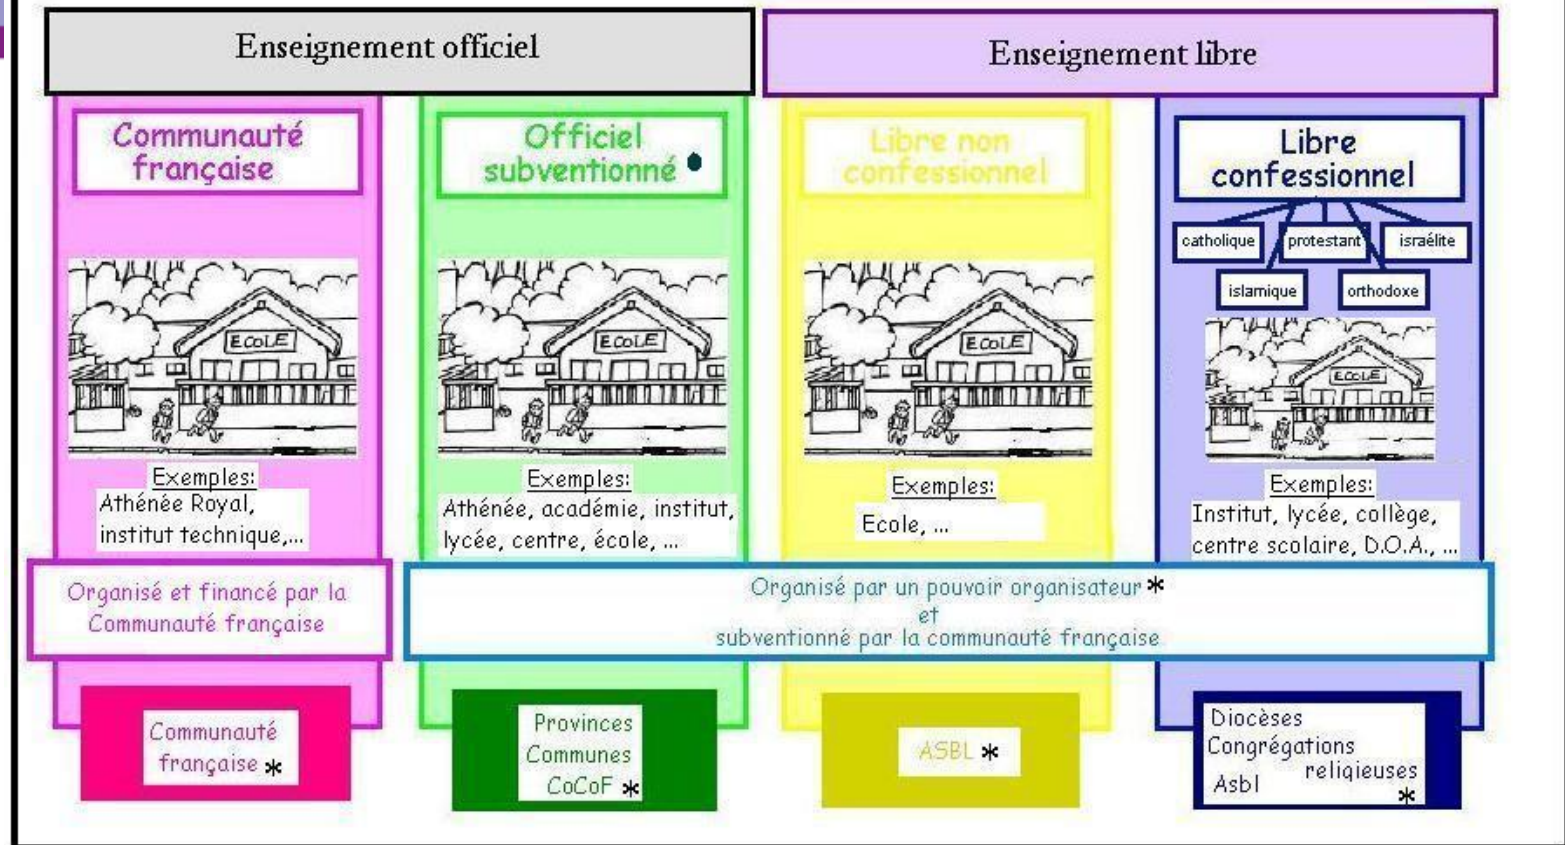 Enseignement officiel
Enseignement libre
Communauté
française
Officiel
subventionné
Libre non
confessionnel
Libre
confessionnel
catholique
protestant
israélite
islamique
orthodoxe
ECOLE
ECOLE
ECOLE
ECOLE
Exemples:
Athénée Royal,
institut technique,...
Exemples:
Athénée, académie, institut,
lycée, centre, école, ...
Exemples:
Ecole, ...
Exemples:
Institut, lycée, collège,
centre scolaire, D.O.A., ...
Organisé et financé par la
Communauté française
Organisé par un pouvoir organisateur *
et
subventionné par la communauté française
Communauté
française *
Provinces
Communes
CoCoF *
ASBL *
Diocèses
Congrégations
religieuses
Asbl *